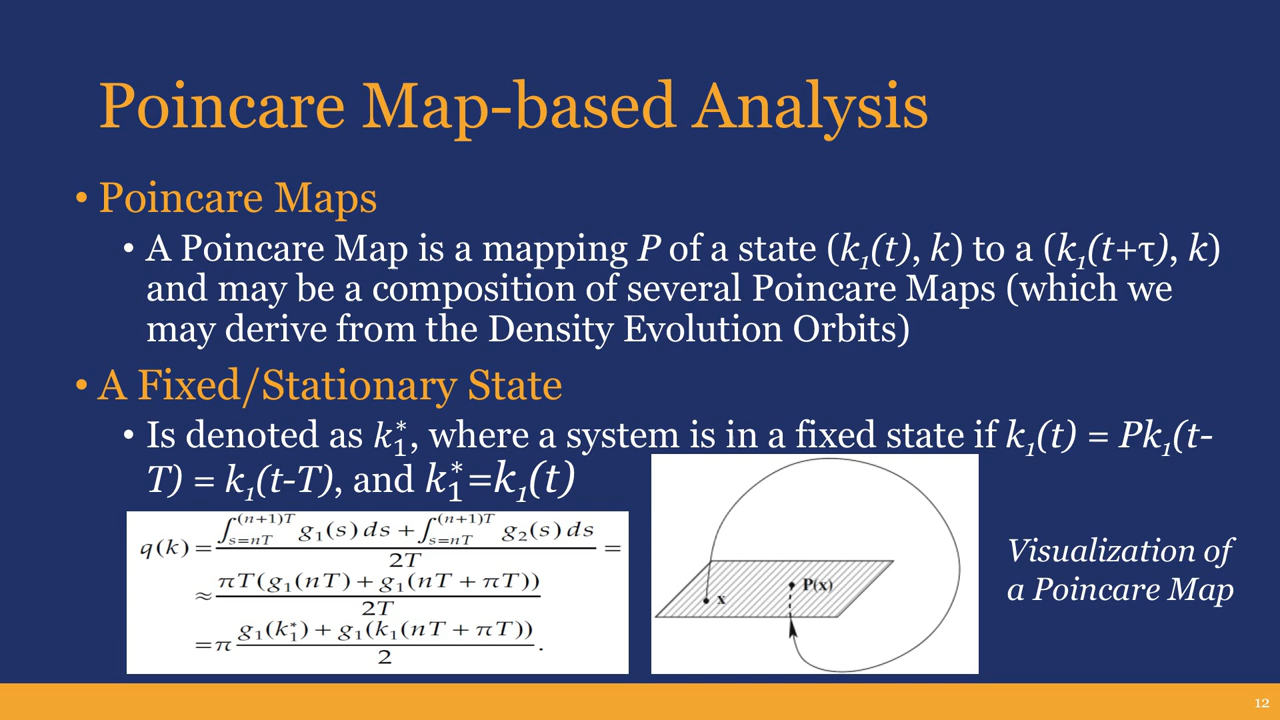 Poincare Map-based Analysis
• Poincare Maps
• A Poincare Map is a mapping P of a state (k₁(t), k) to a (k₁(t+τ), k)
and may be a composition of several Poincare Maps (which we
may derive from the Density Evolution Orbits)
• A Fixed/Stationary State
• Is denoted as k₁*, where a system is in a fixed state if k₁(t) = Pk₁(t-
T) = k₁(t-T), and k₁*=k₁(t)
q(k) = (∫_{s=nT}^{(n+1)T} g₁(s) ds + ∫_{s=nT}^{(n+1)T} g₂(s) ds) / 2T =
≈ πT(g₁(nT) + g₁(nT + πT)) / 2T
= π (g₁(k₁*) + g₁(k₁(nT + πT))) / 2 .
x
P(x)
Visualization of
a Poincare Map
12